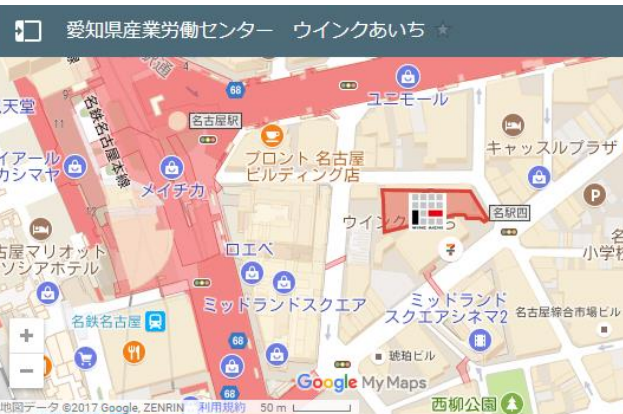 愛知県産業労働センター　ウインクあいち
天堂
9
11
4
68
ユニモール
名古屋駅
名鉄名古屋本線
イアール
カシマヤ
メイチカ
プロント 名古屋
ビルディング店
キャッスルプラザ
P
ウインク
WINC AICHI
名駅四
7
小学校
古屋マリオット
ソシアホテル
ロエベ
ミッドランドスクエア
ミッドランド
スクエアシネマ2
名古屋綜合市場ビル
名鉄名古屋
68
琥珀ビル
+
−
68
Google My Maps
西柳公園
地図データ ©2017 Google, ZENRIN
利用規約
50 m